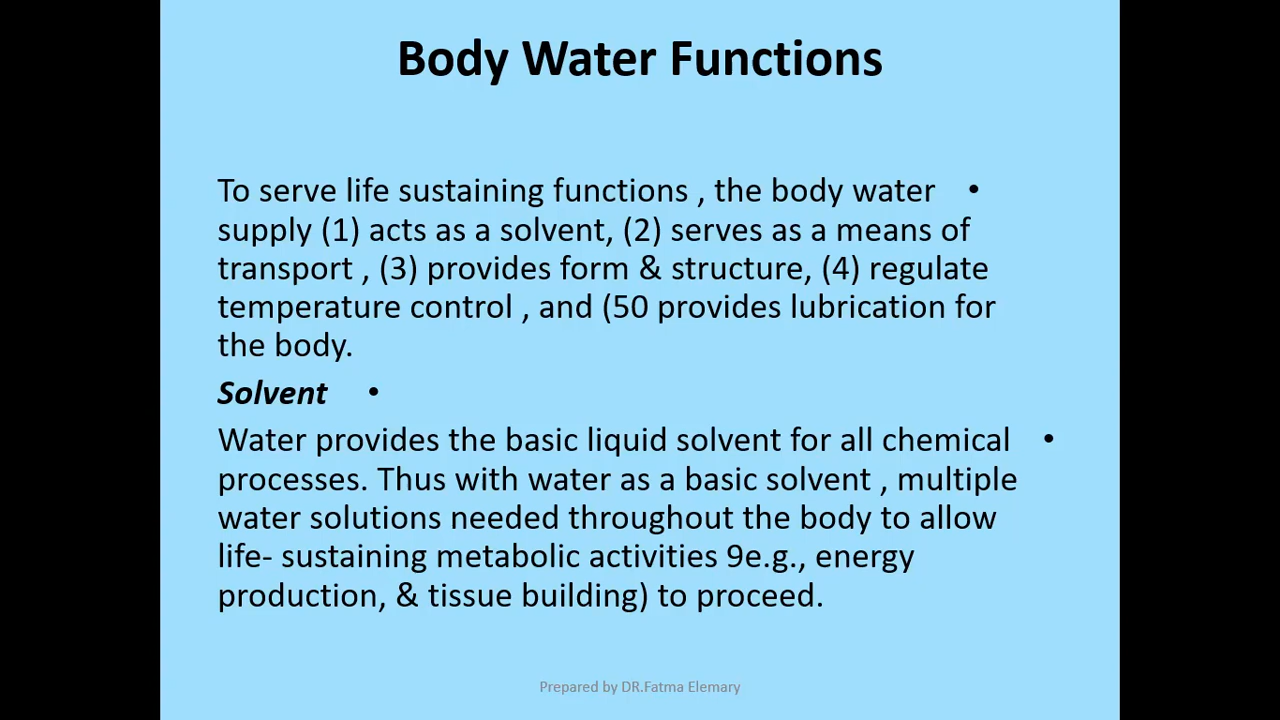 Body Water Functions
To serve life sustaining functions , the body water •
supply (1) acts as a solvent, (2) serves as a means of
transport , (3) provides form & structure, (4) regulate
temperature control , and (50 provides lubrication for
the body.
Solvent •
Water provides the basic liquid solvent for all chemical •
processes. Thus with water as a basic solvent , multiple
water solutions needed throughout the body to allow
life- sustaining metabolic activities 9e.g., energy
production, & tissue building) to proceed.
Prepared by DR.Fatma Elemary